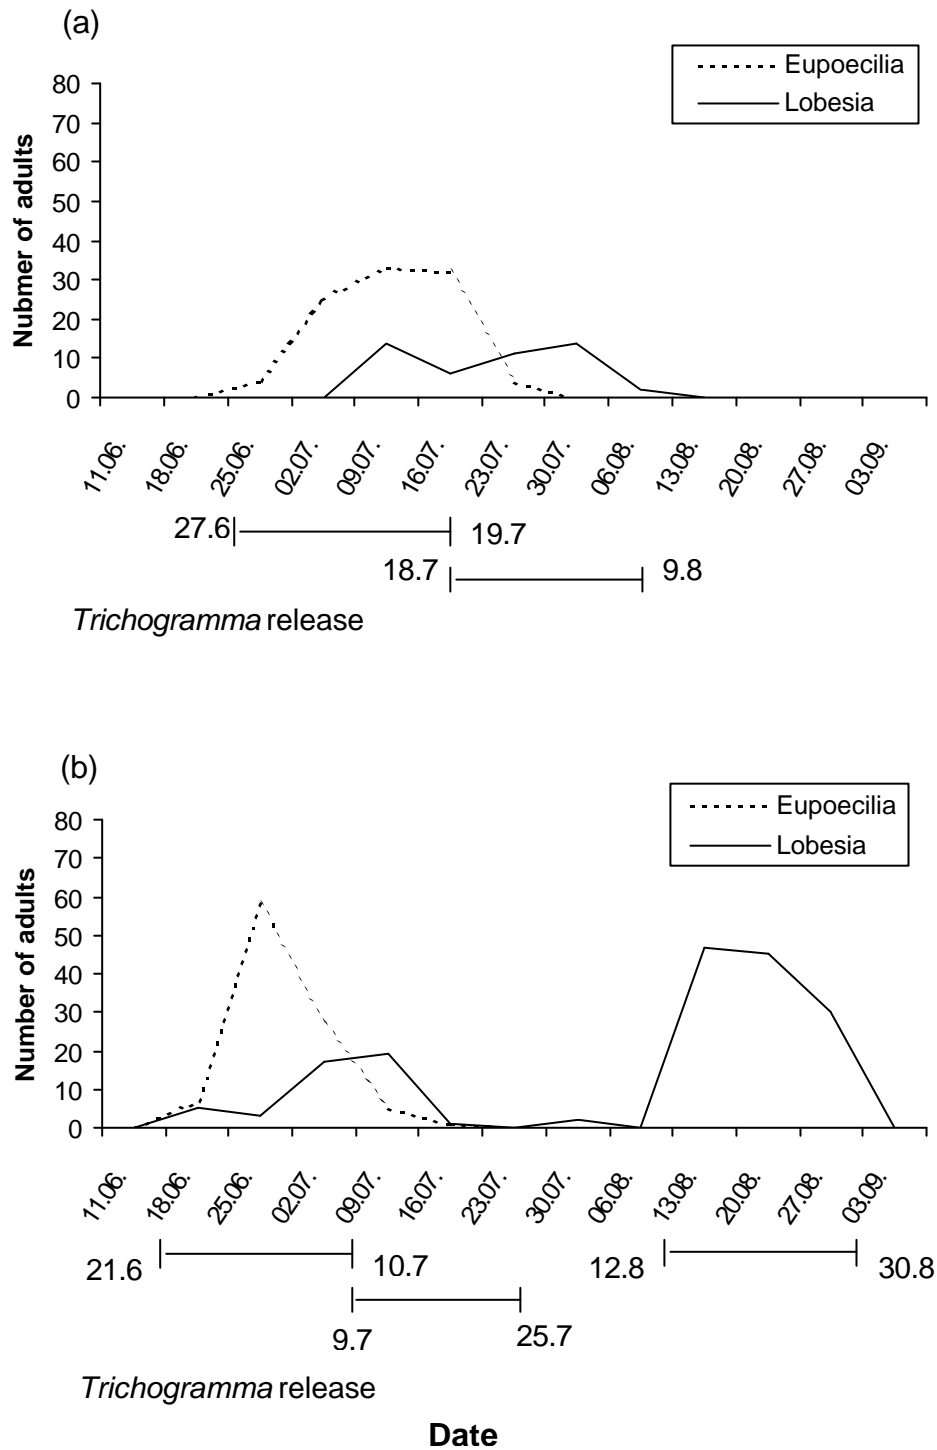 (a)
Eupoecilia
Lobesia
80
70
60
50
40
30
20
10
0
Nubmer of adults
11.06. 18.06. 25.06. 02.07. 09.07. 16.07. 23.07. 30.07. 06.08. 13.08. 20.08. 27.08. 03.09.
27.6 19.7
18.7 9.8
Trichogramma release
(b)
Eupoecilia
Lobesia
80
70
60
50
40
30
20
10
0
Number of adults
11.06. 18.06. 25.06. 02.07. 09.07. 16.07. 23.07. 30.07. 06.08. 13.08. 20.08. 27.08. 03.09.
21.6 10.7 12.8 30.8
9.7 25.7
Trichogramma release
Date